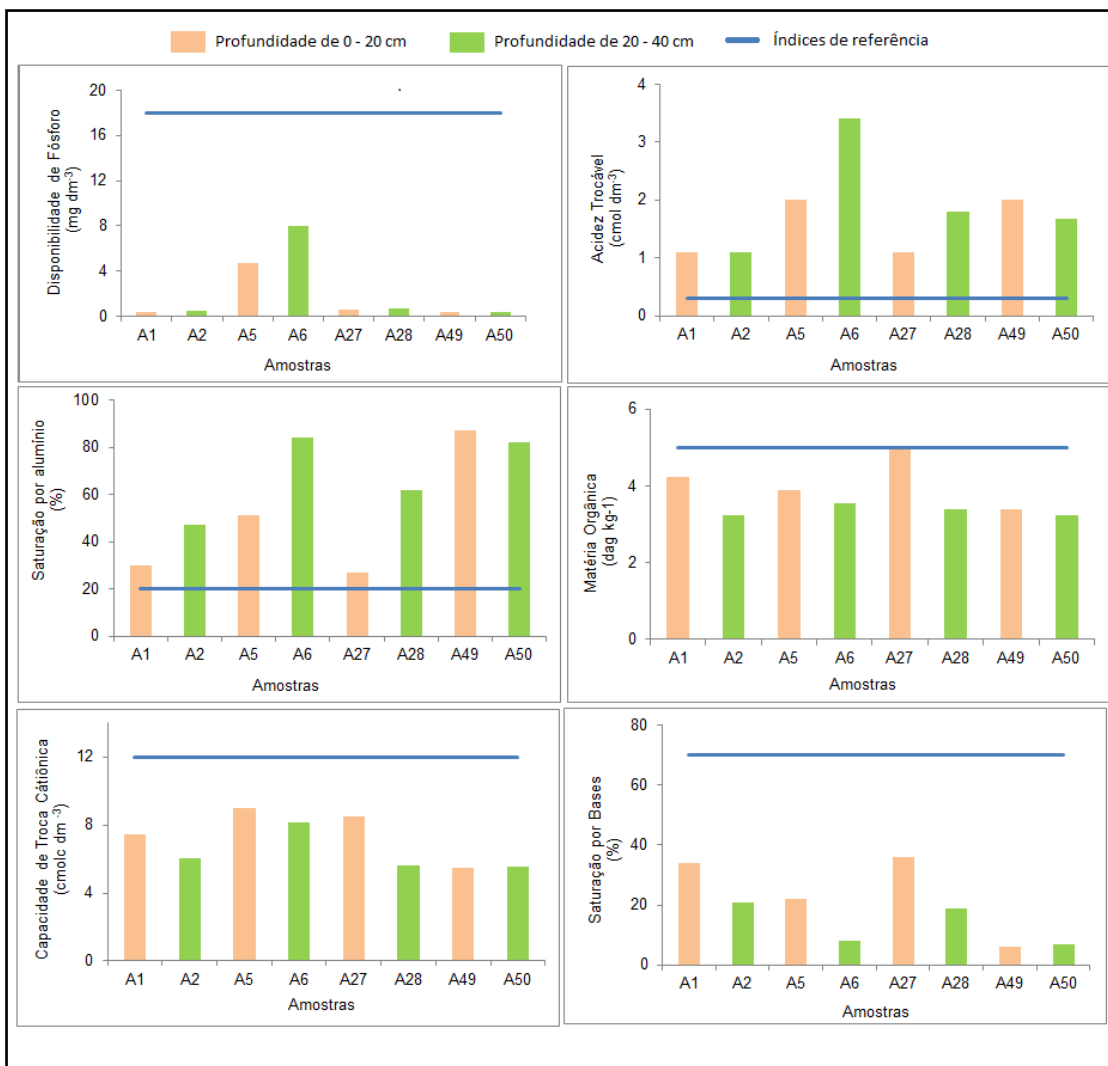 Profundidade de 0 - 20 cm Profundidade de 20 - 40 cm Índices de referência
Disponibilidade de Fósforo
(mg dm-3)
20
16
12
8
4
0
A1 A2 A5 A6 A27 A28 A49 A50
Amostras
Acidez Trocável
(cmol dm-3)
4
3
2
1
0
A1 A2 A5 A6 A27 A28 A49 A50
Amostras
Saturação por alumínio
(%)
100
80
60
40
20
0
A1 A2 A5 A6 A27 A28 A49 A50
Amostras
Matéria Orgânica
(dag kg-1)
6
4
2
0
A1 A2 A5 A6 A27 A28 A49 A50
Amostras
Capacidade de Troca Cátiônica
(cmolc dm -3)
12
8
4
0
A1 A2 A5 A6 A27 A28 A49 A50
Amostras
Saturação por Bases
(%)
80
60
40
20
0
A1 A2 A5 A6 A27 A28 A49 A50
Amostras